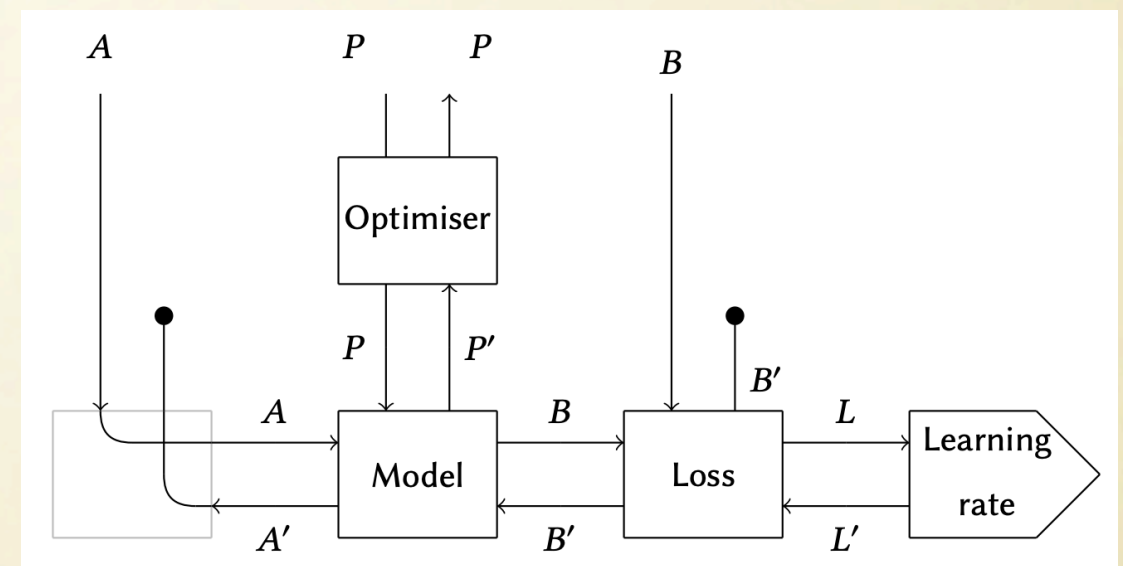 A
P
P
B
Optimiser
P
P′
B′
A
B
L
Model
Loss
Learning
rate
A′
B′
L′